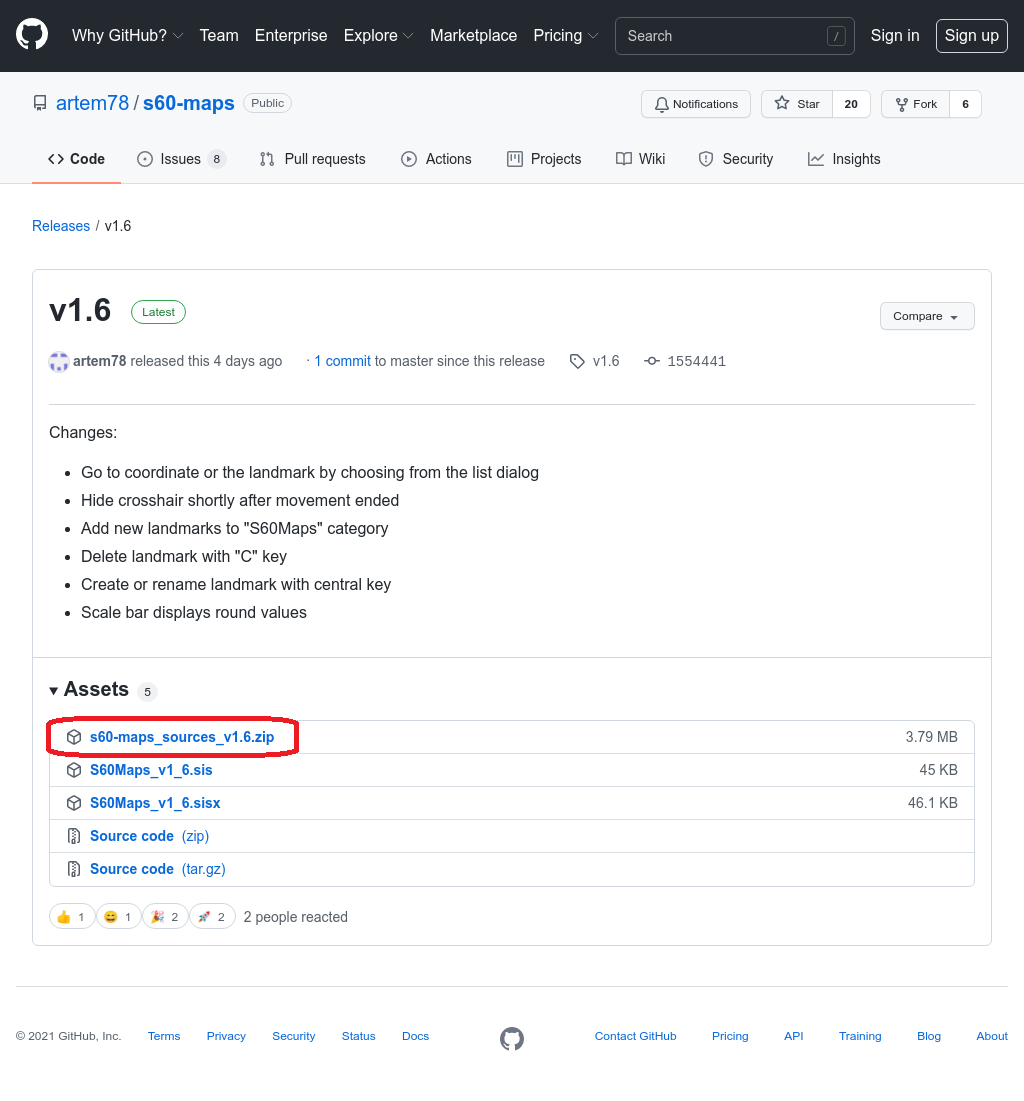 Why GitHub? Team Enterprise Explore Marketplace Pricing Search / Sign in Sign up
artem78 / s60-maps Public Notifications Star 20 Fork 6
Code Issues 8 Pull requests Actions Projects Wiki Security Insights
Releases / v1.6
v1.6 Latest Compare
artem78 released this 4 days ago · 1 commit to master since this release v1.6 1554441
Changes:
• Go to coordinate or the landmark by choosing from the list dialog
• Hide crosshair shortly after movement ended
• Add new landmarks to "S60Maps" category
• Delete landmark with "C" key
• Create or rename landmark with central key
• Scale bar displays round values
Assets 5
s60-maps_sources_v1.6.zip 3.79 MB
S60Maps_v1_6.sis 45 KB
S60Maps_v1_6.sisx 46.1 KB
Source code (zip)
Source code (tar.gz)
👍 1 😄 1 🎉 2 🚀 2 2 people reacted
© 2021 GitHub, Inc. Terms Privacy Security Status Docs Contact GitHub Pricing API Training Blog About